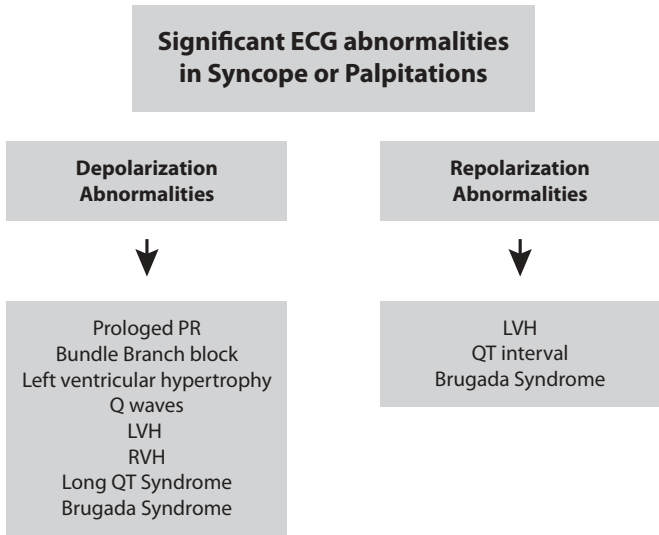 Significant ECG abnormalities
in Syncope or Palpitations
Depolarization
Abnormalities
Prologed PR
Bundle Branch block
Left ventricular hypertrophy
Q waves
LVH
RVH
Long QT Syndrome
Brugada Syndrome
Repolarization
Abnormalities
LVH
QT interval
Brugada Syndrome